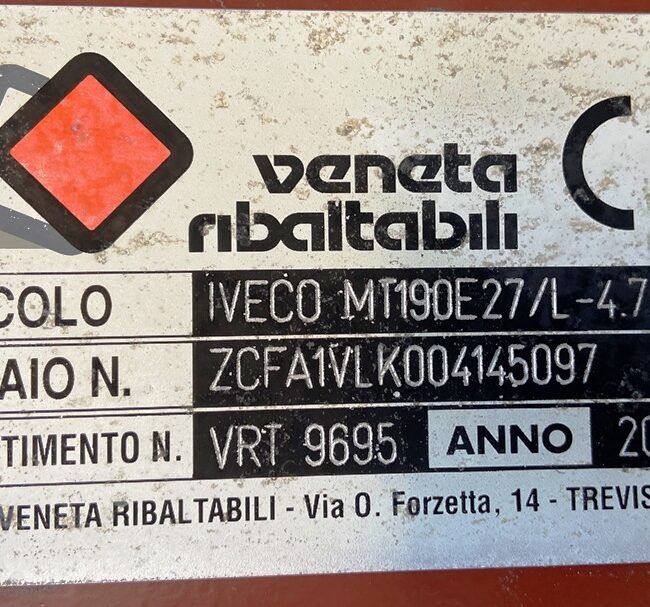 veneta
ribaltabili
COLO IVECO MT190E27/L-4.7
AIO N. ZCFA1VLK004145097
TIMENTO N. VRT 9695 ANNO 20
VENETA RIBALTABILI - Via O. Forzetta, 14 - TREVIS